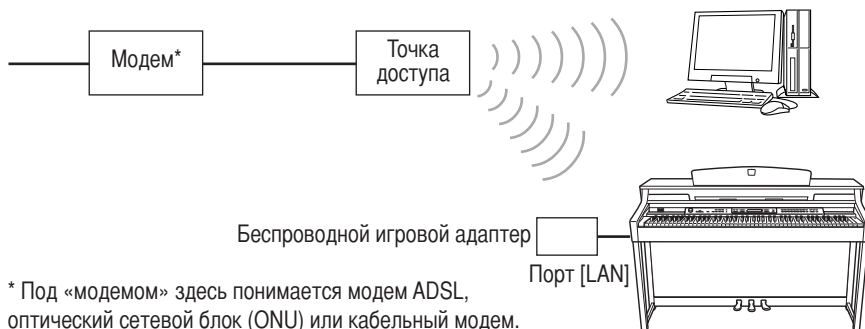 Модем*
Точка
доступа
Беспроводной игровой адаптер
Порт [LAN]
* Под «модемом» здесь понимается модем ADSL,
оптический сетевой блок (ONU) или кабельный модем.